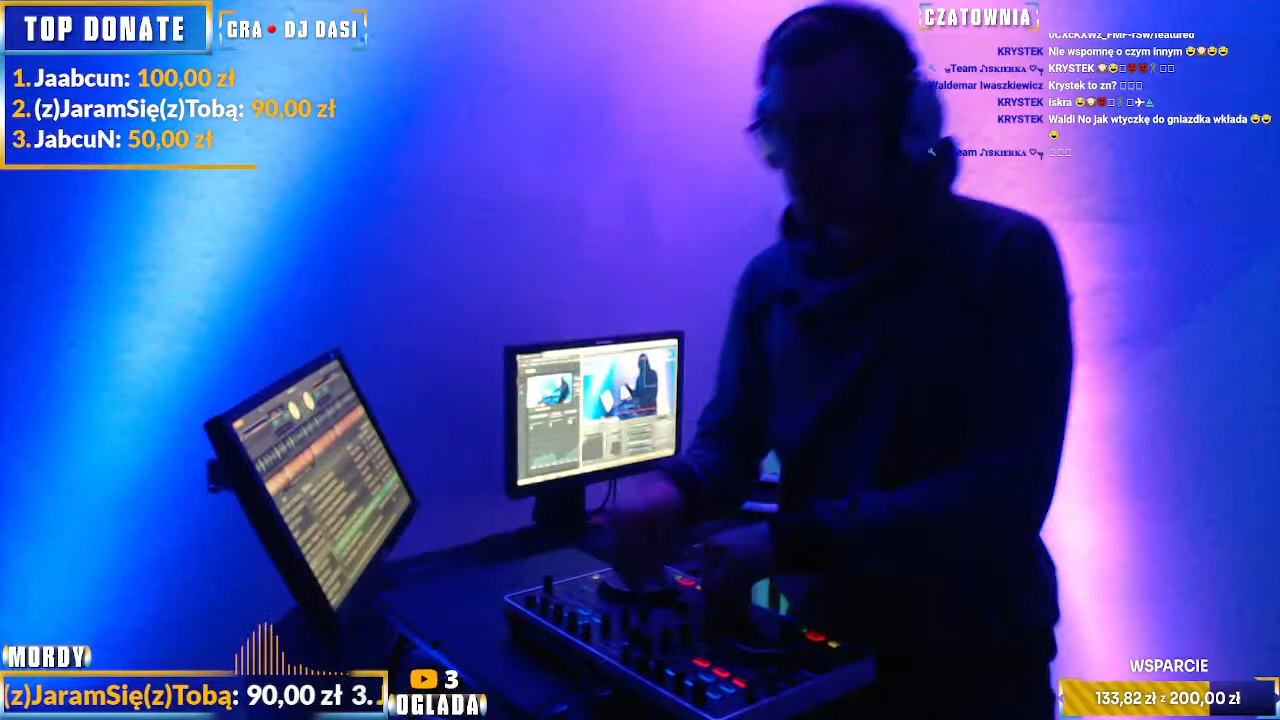 TOP DONATE
GRA DJ DASI
1. Jaabcun: 100,00 zł
2. (z)JaramSię(z)Tobą: 90,00 zł
3. JabcuN: 50,00 zł
CZATOWNIA
KRYSTEK Nie wspomnę o czym innym 
Team ♪ISKIERKA ♡ KRYSTEK
Waldemar Iwaszkiewicz Krystek to zn?
KRYSTEK Iskra
KRYSTEK Waldi No jak wtyczkę do gniazdka wkłada
Team ♪ISKIERKA ♡
MORDY
(z)JaramSię(z)Tobą: 90,00 zł 3. J
3
OGLĄDA
WSPARCIE
133,82 zł z 200,00 zł